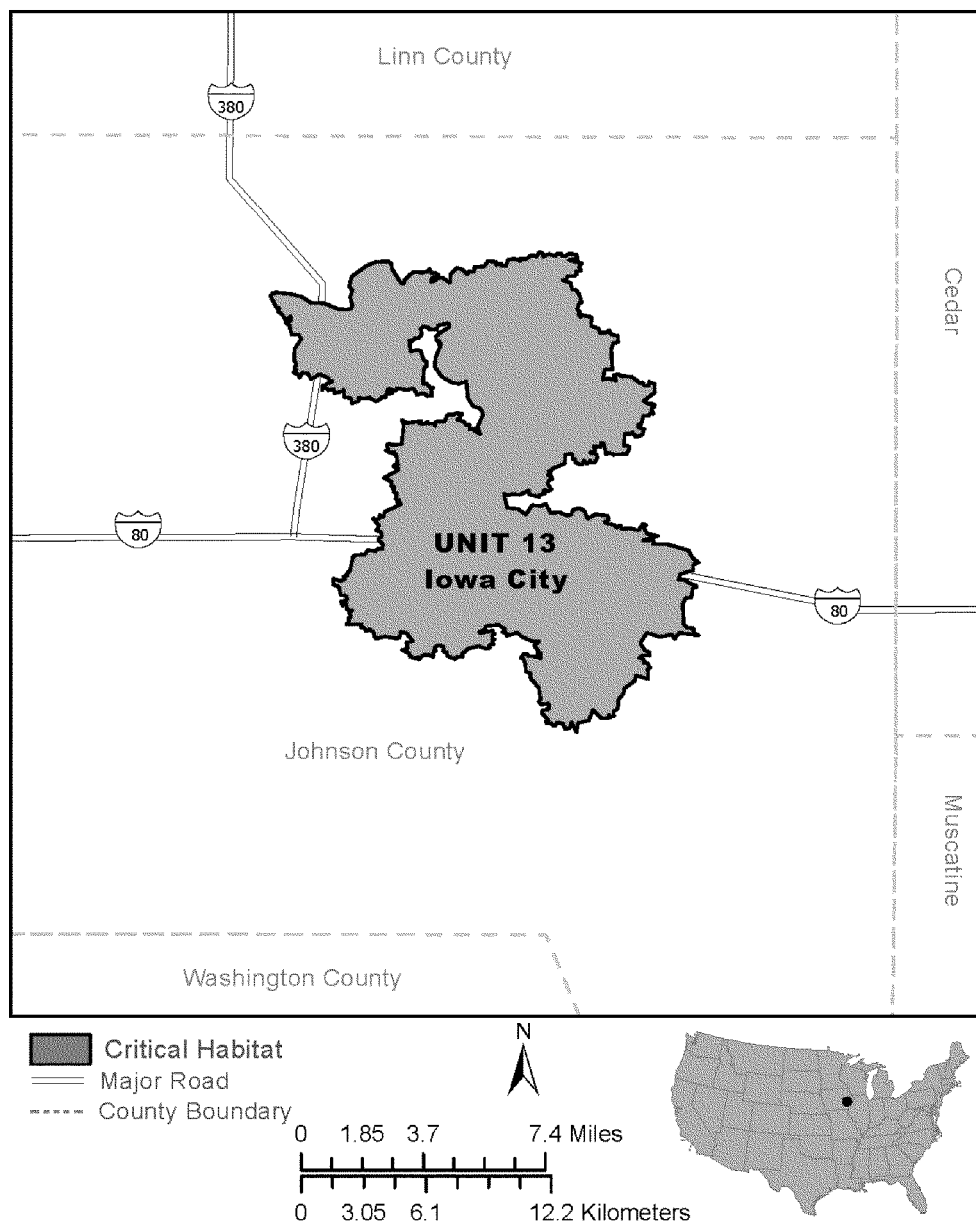 Linn County
380
Cedar
380
80
UNIT 13
Iowa City
80
Johnson County
Muscatine
Washington County
Critical Habitat
Major Road
County Boundary
N
0 1.85 3.7 7.4 Miles
0 3.05 6.1 12.2 Kilometers